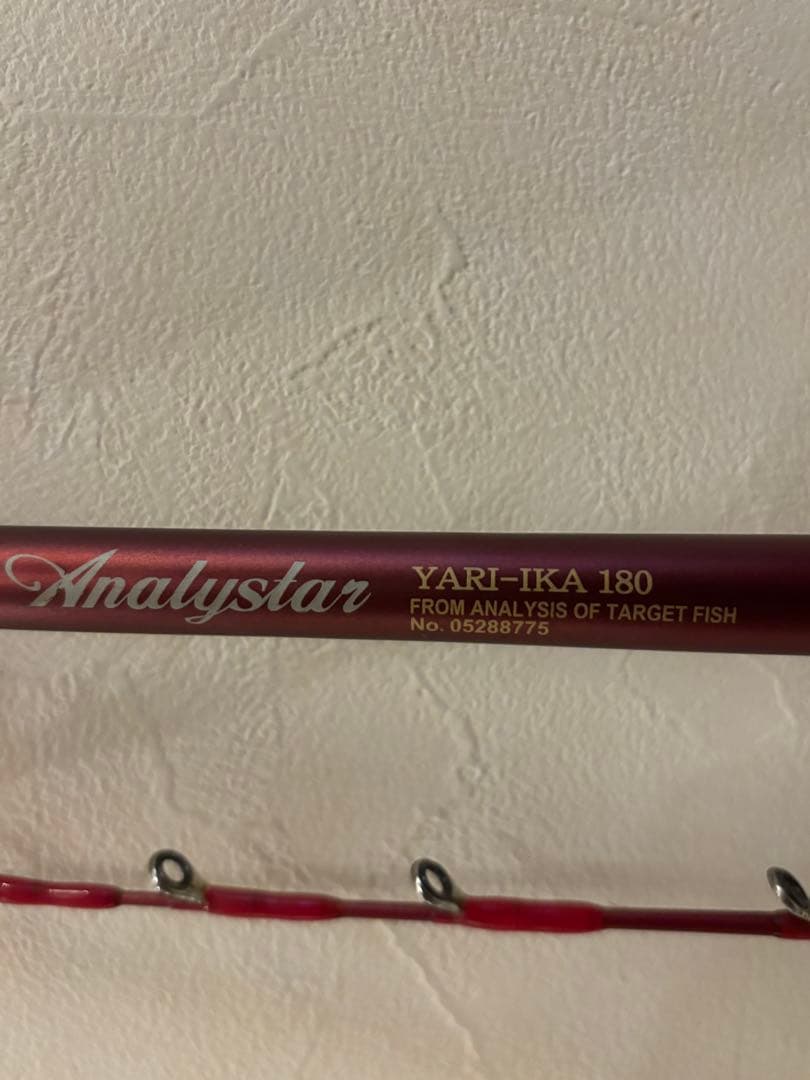 Analystar
YARI-IKA 180
FROM ANALYSIS OF TARGET FISH
No. 05288775